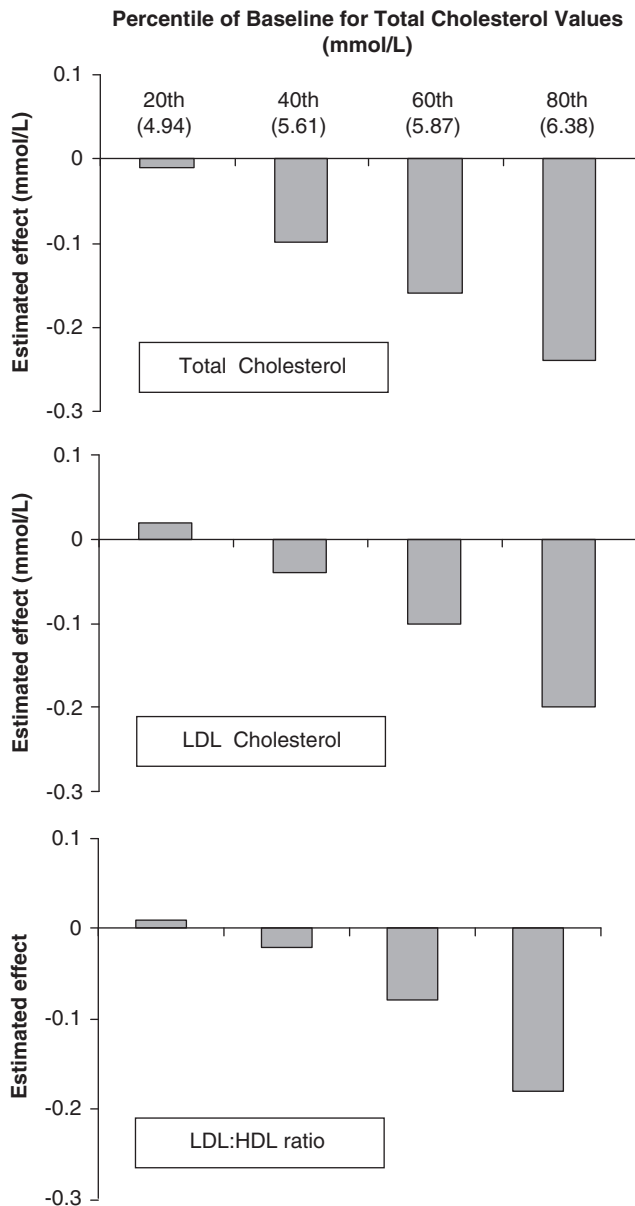 Percentile of Baseline for Total Cholesterol Values
(mmol/L)
20th 40th 60th 80th
(4.94) (5.61) (5.87) (6.38)
Estimated effect (mmol/L)
0.1
0
-0.1
-0.2
-0.3
Total Cholesterol
Estimated effect (mmol/L)
0.1
0
-0.1
-0.2
-0.3
LDL Cholesterol
Estimated effect
0.1
0
-0.1
-0.2
-0.3
LDL:HDL ratio